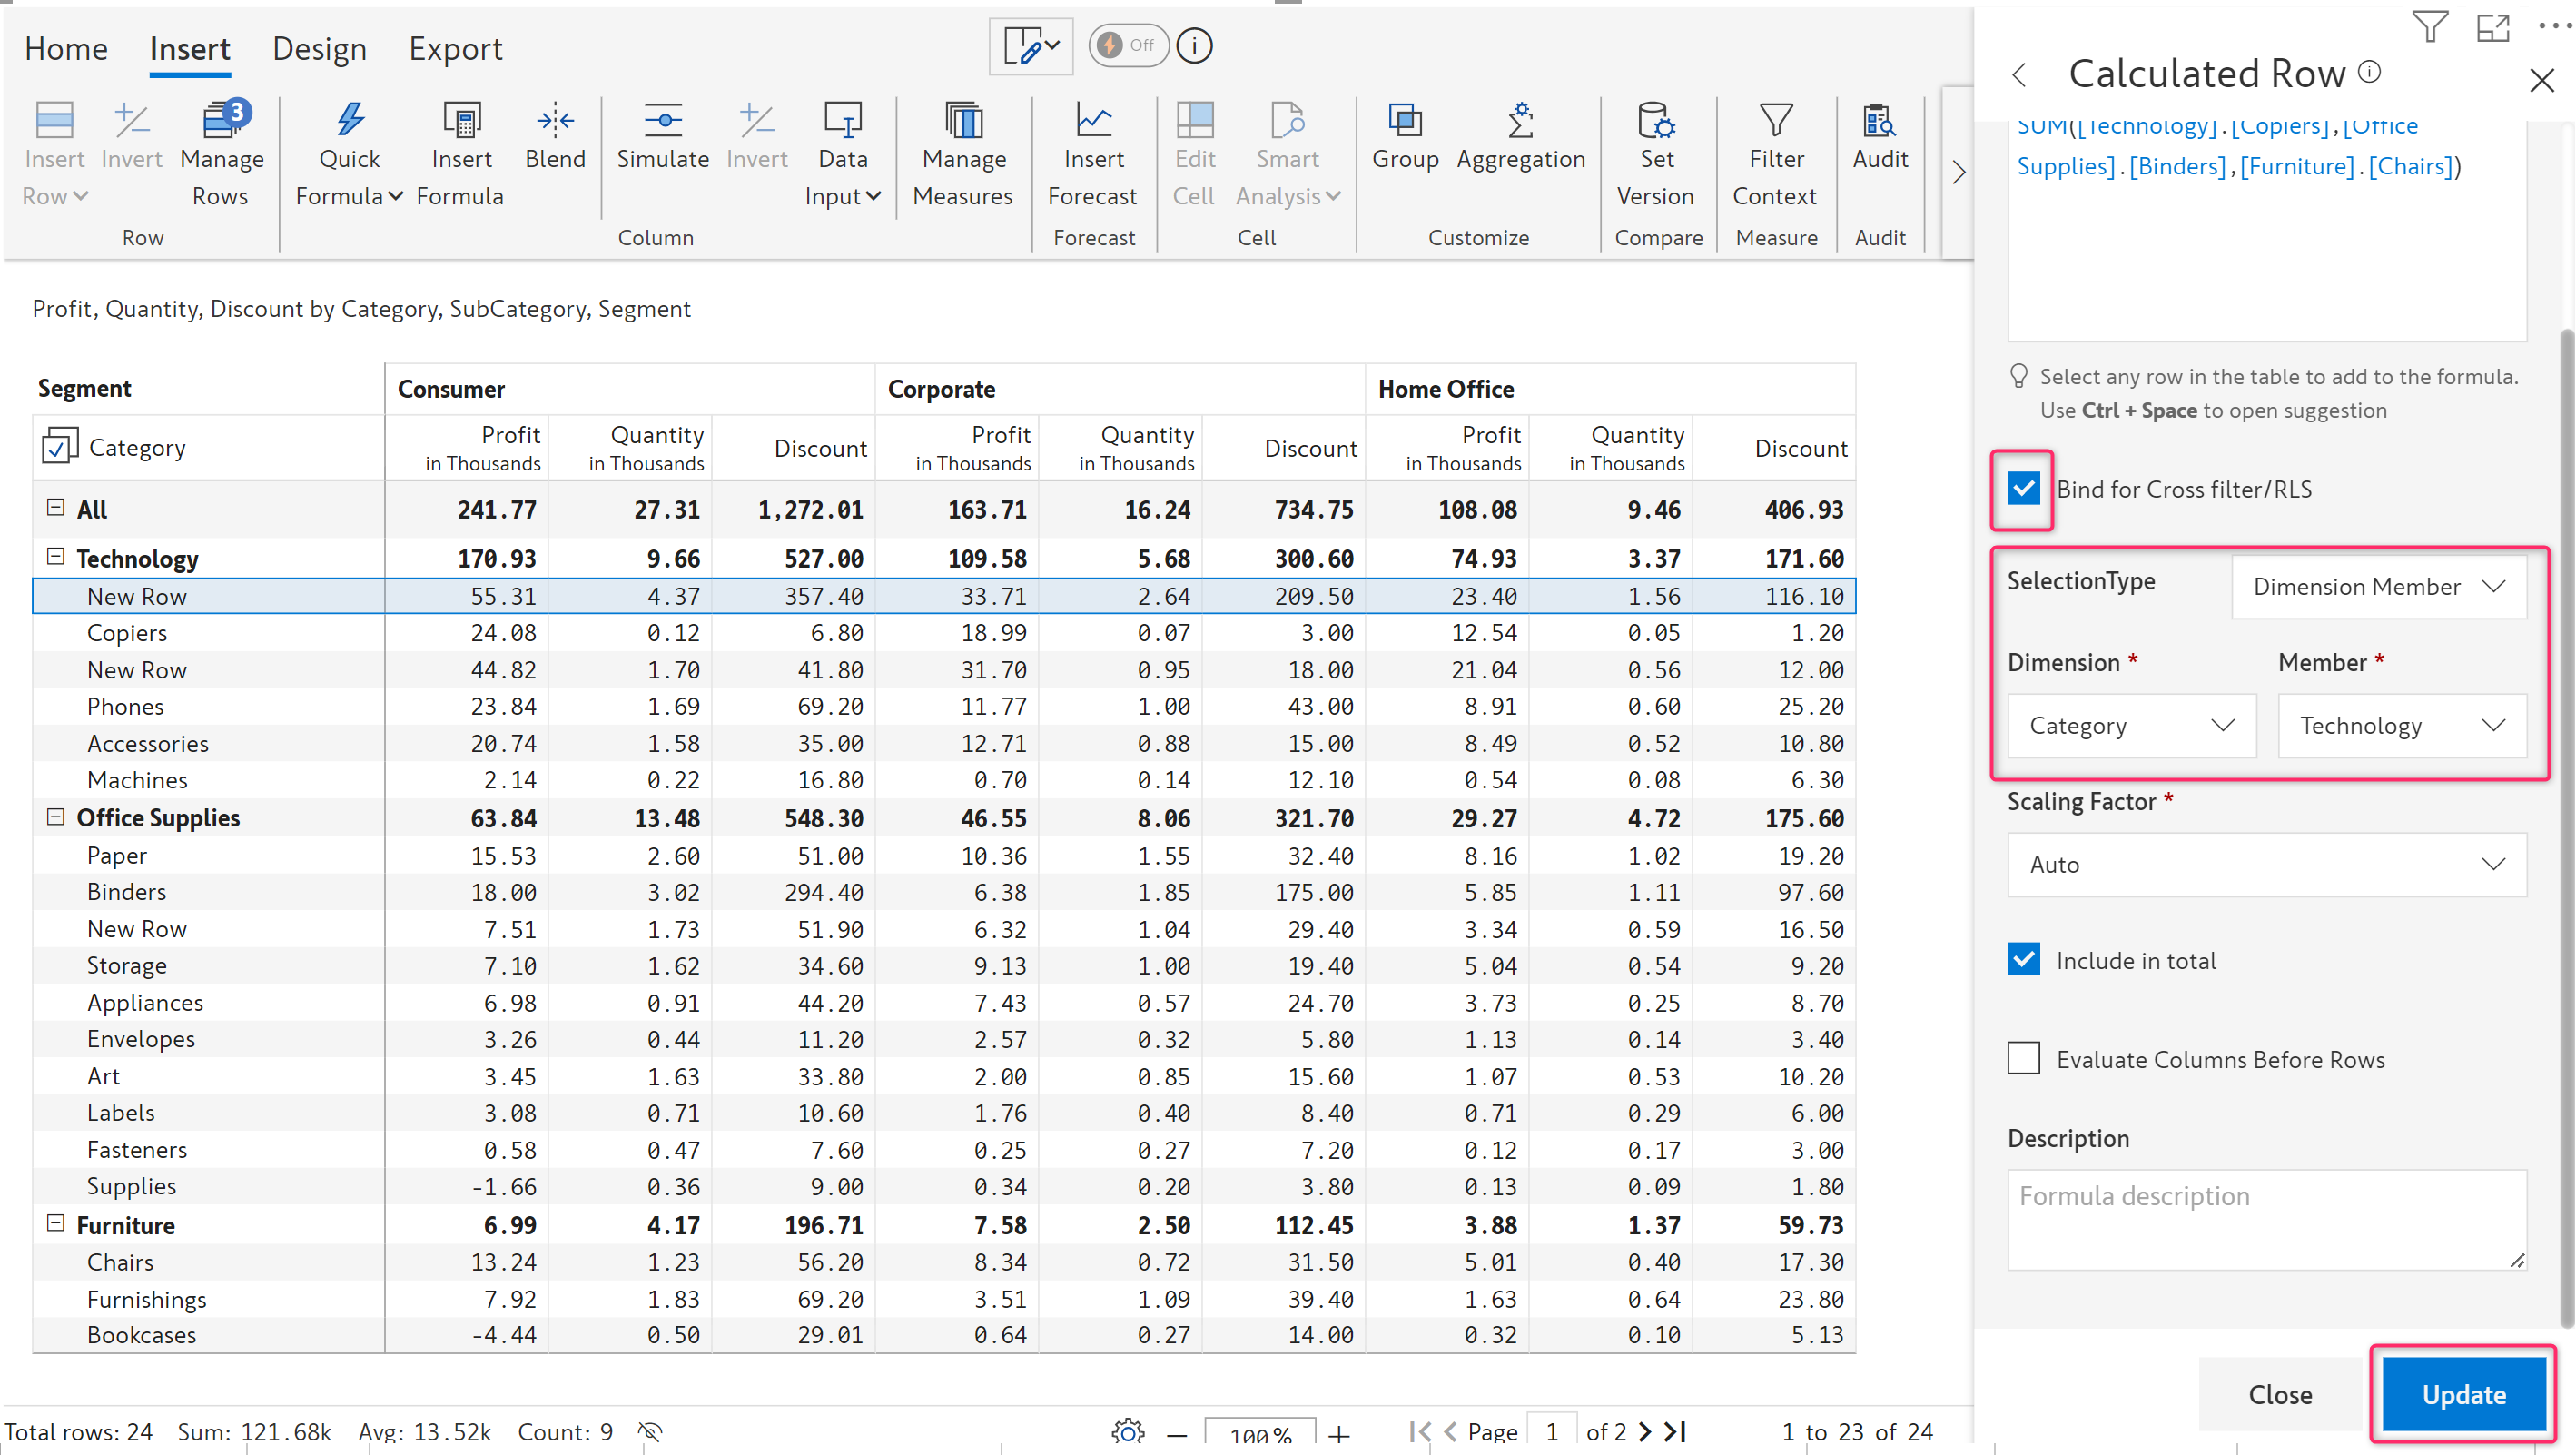 Home Insert Design Export Off
Calculated Row
3
Insert Invert Manage Quick Insert Blend Simulate Invert Data Manage Insert Edit Smart Group Aggregation Set Filter Audit
Row Rows Formula Formula Input Measures Forecast Cell Analysis Version Context
Row Column Forecast Cell Customize Compare Measure Audit
SUM([Technology].[Copiers],[Office
Supplies].[Binders],[Furniture].[Chairs])
Profit, Quantity, Discount by Category, SubCategory, Segment
Segment Consumer Corporate Home Office
Category Profit in Thousands Quantity in Thousands Discount Profit in Thousands Quantity in Thousands Discount Profit in Thousands Quantity in Thousands Discount
All 241.77 27.31 1,272.01 163.71 16.24 734.75 108.08 9.46 406.93
Technology 170.93 9.66 527.00 109.58 5.68 300.60 74.93 3.37 171.60
New Row 55.31 4.37 357.40 33.71 2.64 209.50 23.40 1.56 116.10
Copiers 24.08 0.12 6.80 18.99 0.07 3.00 12.54 0.05 1.20
New Row 44.82 1.70 41.80 31.70 0.95 18.00 21.04 0.56 12.00
Phones 23.84 1.69 69.20 11.77 1.00 43.00 8.91 0.60 25.20
Accessories 20.74 1.58 35.00 12.71 0.88 15.00 8.49 0.52 10.80
Machines 2.14 0.22 16.80 0.70 0.14 12.10 0.54 0.08 6.30
Office Supplies 63.84 13.48 548.30 46.55 8.06 321.70 29.27 4.72 175.60
Paper 15.53 2.60 51.00 10.36 1.55 32.40 8.16 1.02 19.20
Binders 18.00 3.02 294.40 6.38 1.85 175.00 5.85 1.11 97.60
New Row 7.51 1.73 51.90 6.32 1.04 29.40 3.34 0.59 16.50
Storage 7.10 1.62 34.60 9.13 1.00 19.40 5.04 0.54 9.20
Appliances 6.98 0.91 44.20 7.43 0.57 24.70 3.73 0.25 8.70
Envelopes 3.26 0.44 11.20 2.57 0.32 5.80 1.13 0.14 3.40
Art 3.45 1.63 33.80 2.00 0.85 15.60 1.07 0.53 10.20
Labels 3.08 0.71 10.60 1.76 0.40 8.40 0.71 0.29 6.00
Fasteners 0.58 0.47 7.60 0.25 0.27 7.20 0.12 0.17 3.00
Supplies -1.66 0.36 9.00 0.34 0.20 3.80 0.13 0.09 1.80
Furniture 6.99 4.17 196.71 7.58 2.50 112.45 3.88 1.37 59.73
Chairs 13.24 1.23 56.20 8.34 0.72 31.50 5.01 0.40 17.30
Furnishings 7.92 1.83 69.20 3.51 1.09 39.40 1.63 0.64 23.80
Bookcases -4.44 0.50 29.01 0.64 0.27 14.00 0.32 0.10 5.13
Total rows: 24 Sum: 121.68k Avg: 13.52k Count: 9 100% Page 1 of 2 1 to 23 of 24
Select any row in the table to add to the formula.
Use Ctrl + Space to open suggestion
Bind for Cross filter/RLS
SelectionType Dimension Member
Dimension * Member *
Category Technology
Scaling Factor *
Auto
Include in total
Evaluate Columns Before Rows
Description
Formula description
Close Update